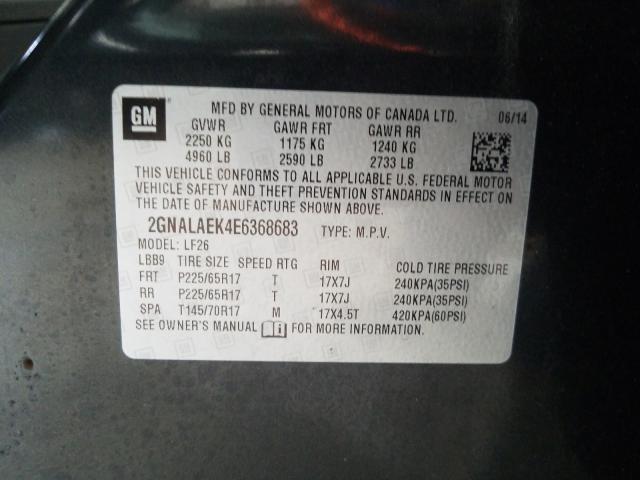 GM
MFD BY GENERAL MOTORS OF CANADA LTD. 06/14
GVWR GAWR FRT GAWR RR
2250 KG 1175 KG 1240 KG
4960 LB 2590 LB 2733 LB
THIS VEHICLE CONFORMS TO ALL APPLICABLE U.S. FEDERAL MOTOR
VEHICLE SAFETY AND THEFT PREVENTION STANDARDS IN EFFECT ON
THE DATE OF MANUFACTURE SHOWN ABOVE.
2GNALAEK4E6368683 TYPE: M.P.V.
MODEL: LF26
LBB9 TIRE SIZE SPEED RTG RIM COLD TIRE PRESSURE
FRT P225/65R17 T 17X7J 240KPA(35PSI)
RR P225/65R17 T 17X7J 240KPA(35PSI)
SPA T145/70R17 M 17X4.5T 420KPA(60PSI)
SEE OWNER'S MANUAL FOR MORE INFORMATION.